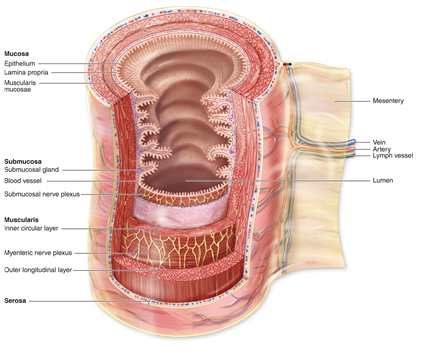 Mucosa
Epithelium
Lamina propria
Muscularis
mucosae
Submucosa
Submucosal gland
Blood vessel
Submucosal nerve plexus
Muscularis
Inner circular layer
Myenteric nerve plexus
Outer longitudinal layer
Serosa
Mesentery
Vein
Artery
Lymph vessel
Lumen